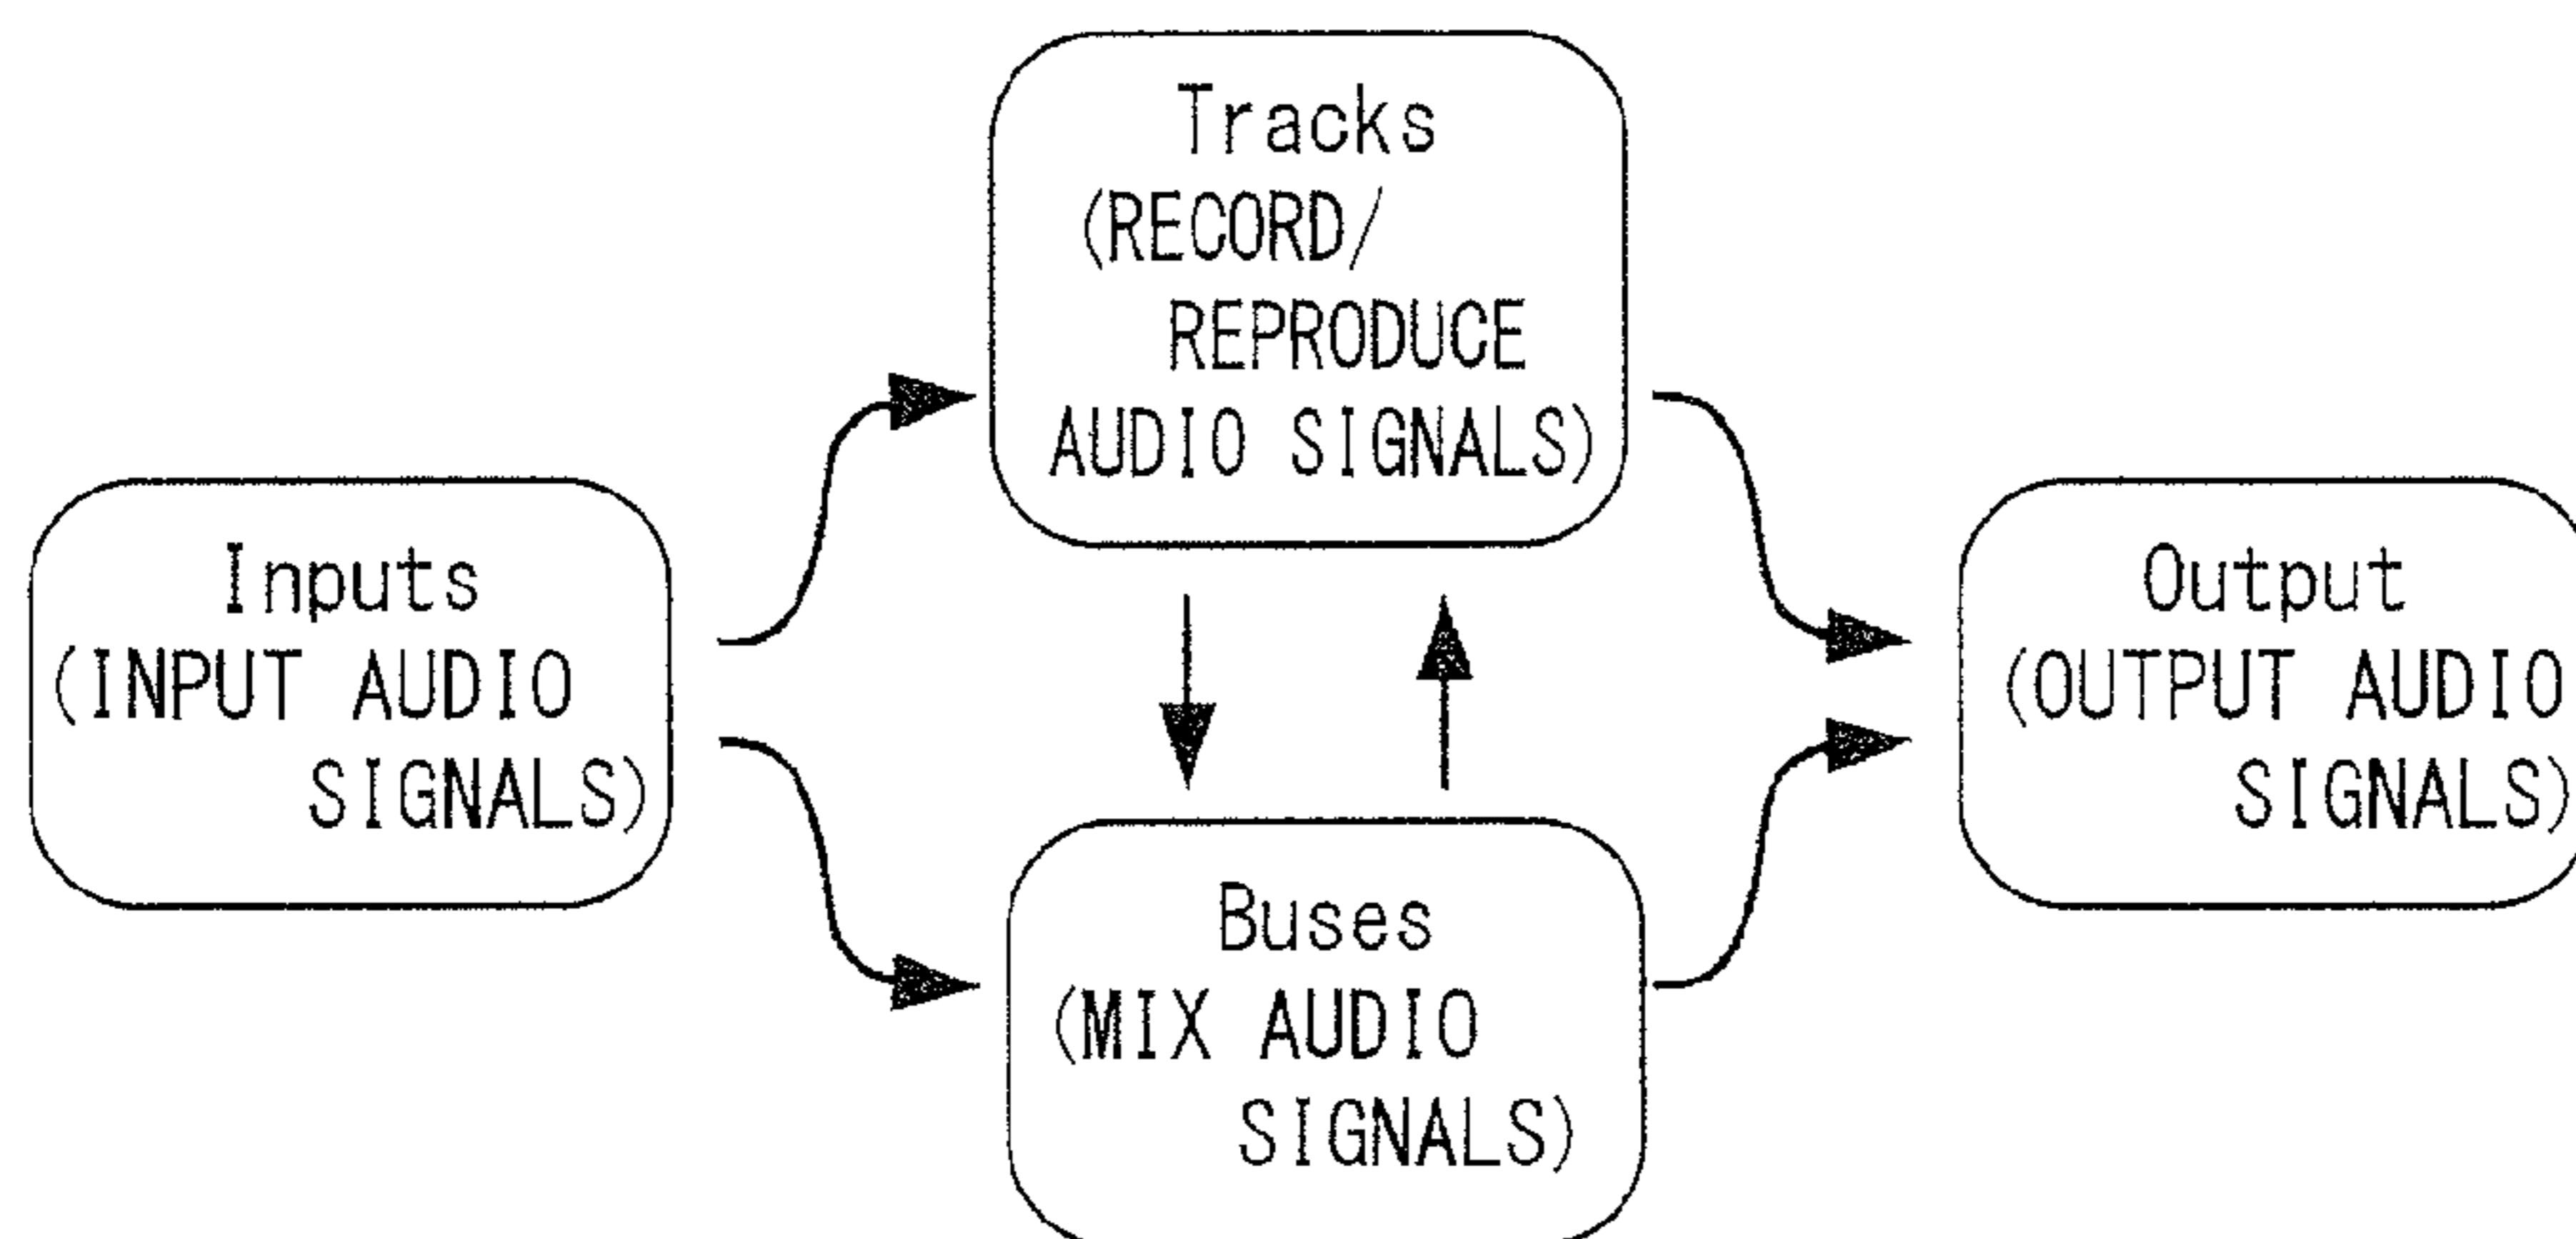 Tracks
(RECORD/
REPRODUCE
AUDIO SIGNALS)
Inputs
(INPUT AUDIO
SIGNALS)
Output
(OUTPUT AUDIO
SIGNALS)
Buses
(MIX AUDIO
SIGNALS)